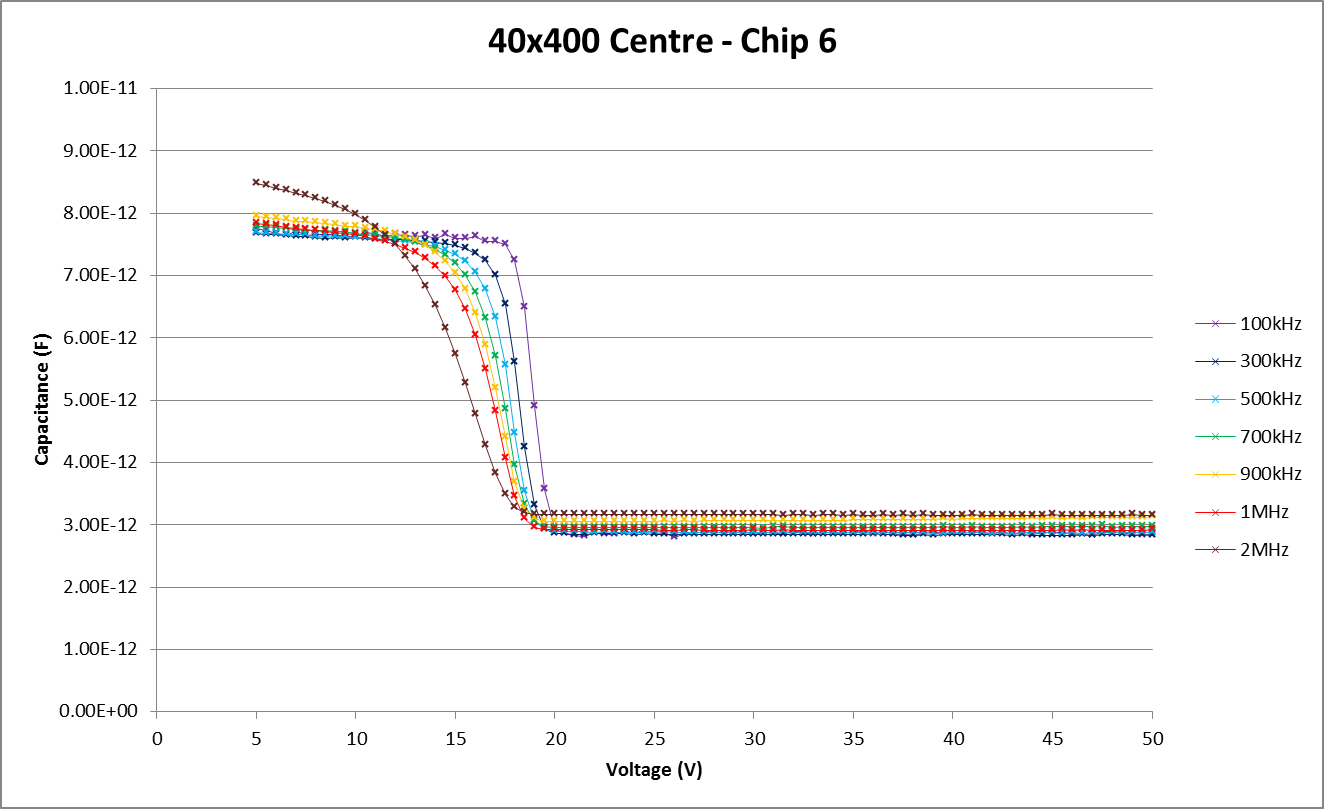 40x400 Centre - Chip 6
1.00E-11
9.00E-12
8.00E-12
7.00E-12
6.00E-12
5.00E-12
4.00E-12
3.00E-12
2.00E-12
1.00E-12
0.00E+00
Capacitance (F)
0 5 10 15 20 25 30 35 40 45 50
Voltage (V)
100kHz
300kHz
500kHz
700kHz
900kHz
1MHz
2MHz